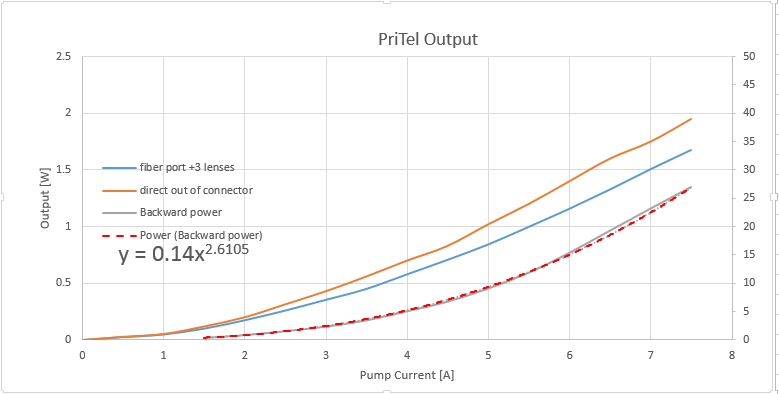 PriTel Output
2.5
2
1.5
1
0.5
0
50
45
40
35
30
25
20
15
10
5
0
fiber port +3 lenses
direct out of connector
Backward power
Power (Backward power)
y = 0.14x^2.6105
Output [W]
0 1 2 3 4 5 6 7 8
Pump Current [A]